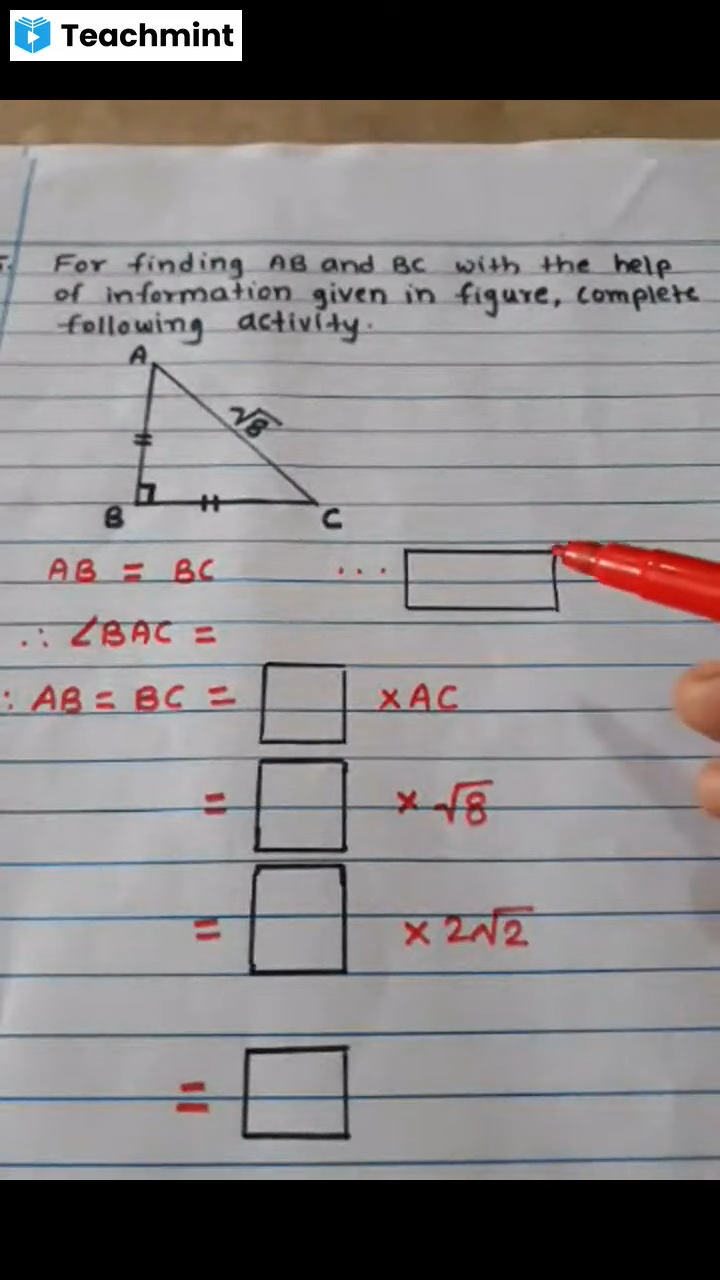 Teachmint
For finding AB and BC with the help
of information given in figure, complete
following activity.
A
√8
B
C
AB = BC ...
∴ ∠BAC =
∴ AB = BC = × AC
= × √8
= × 2√2
=